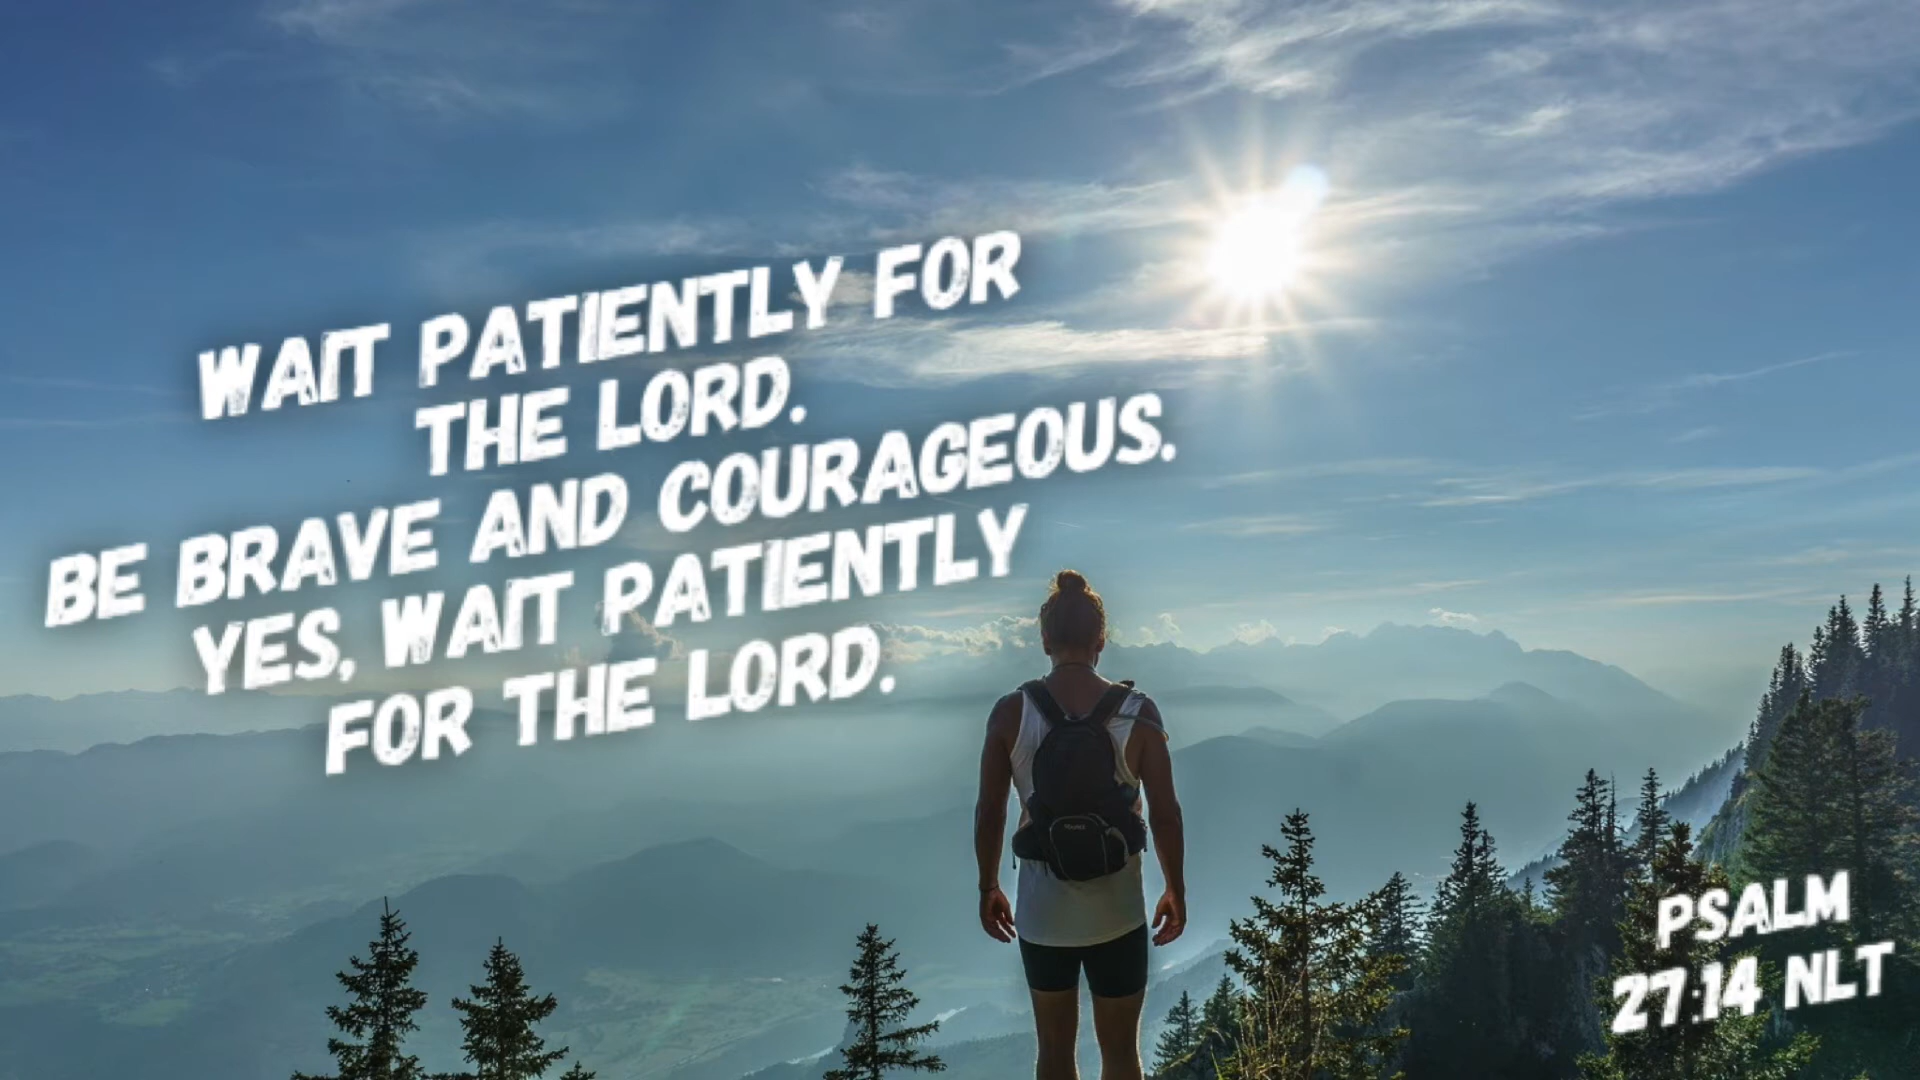 WAIT PATIENTLY FOR
THE LORD.
BE BRAVE AND COURAGEOUS.
YES, WAIT PATIENTLY
FOR THE LORD.
PSALM
27:14 NLT